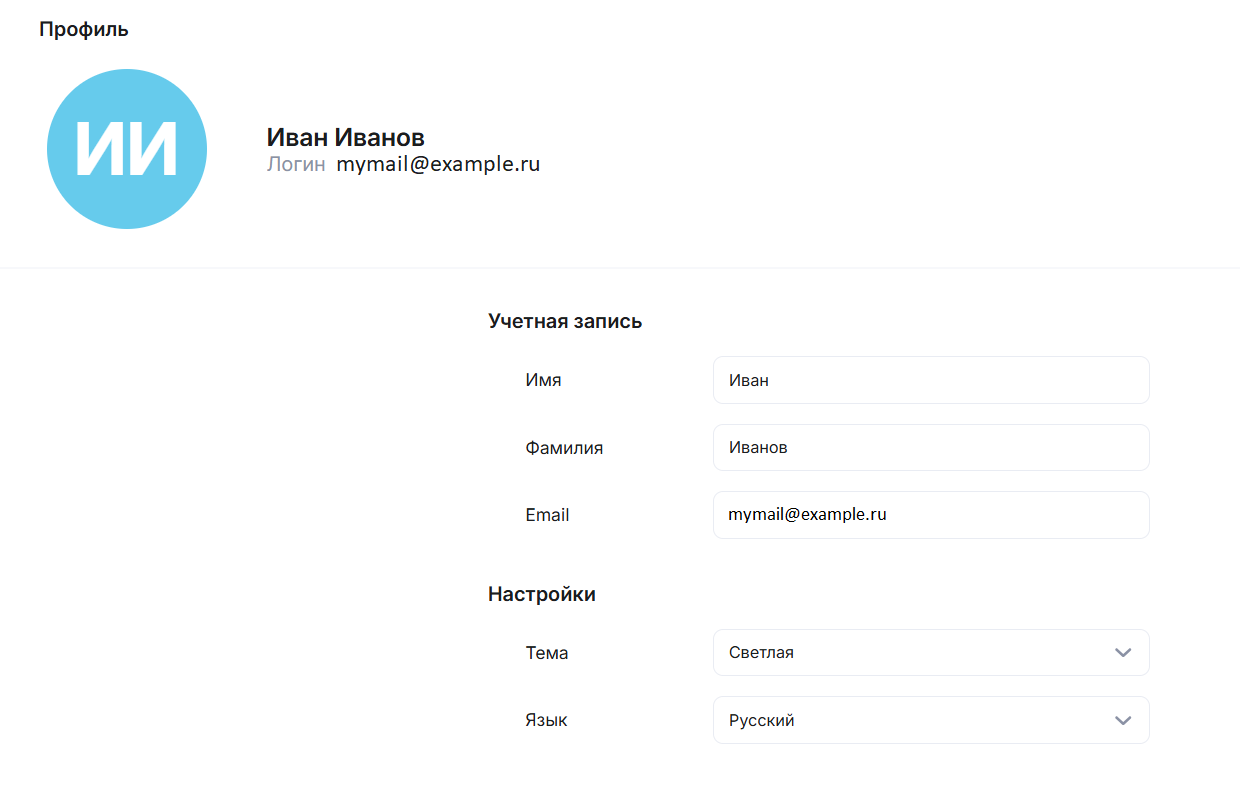 Профиль
ИИ
Иван Иванов
Логин mymail@example.ru
Учетная запись
Имя Иван
Фамилия Иванов
Email mymail@example.ru
Настройки
Тема Светлая
Язык Русский